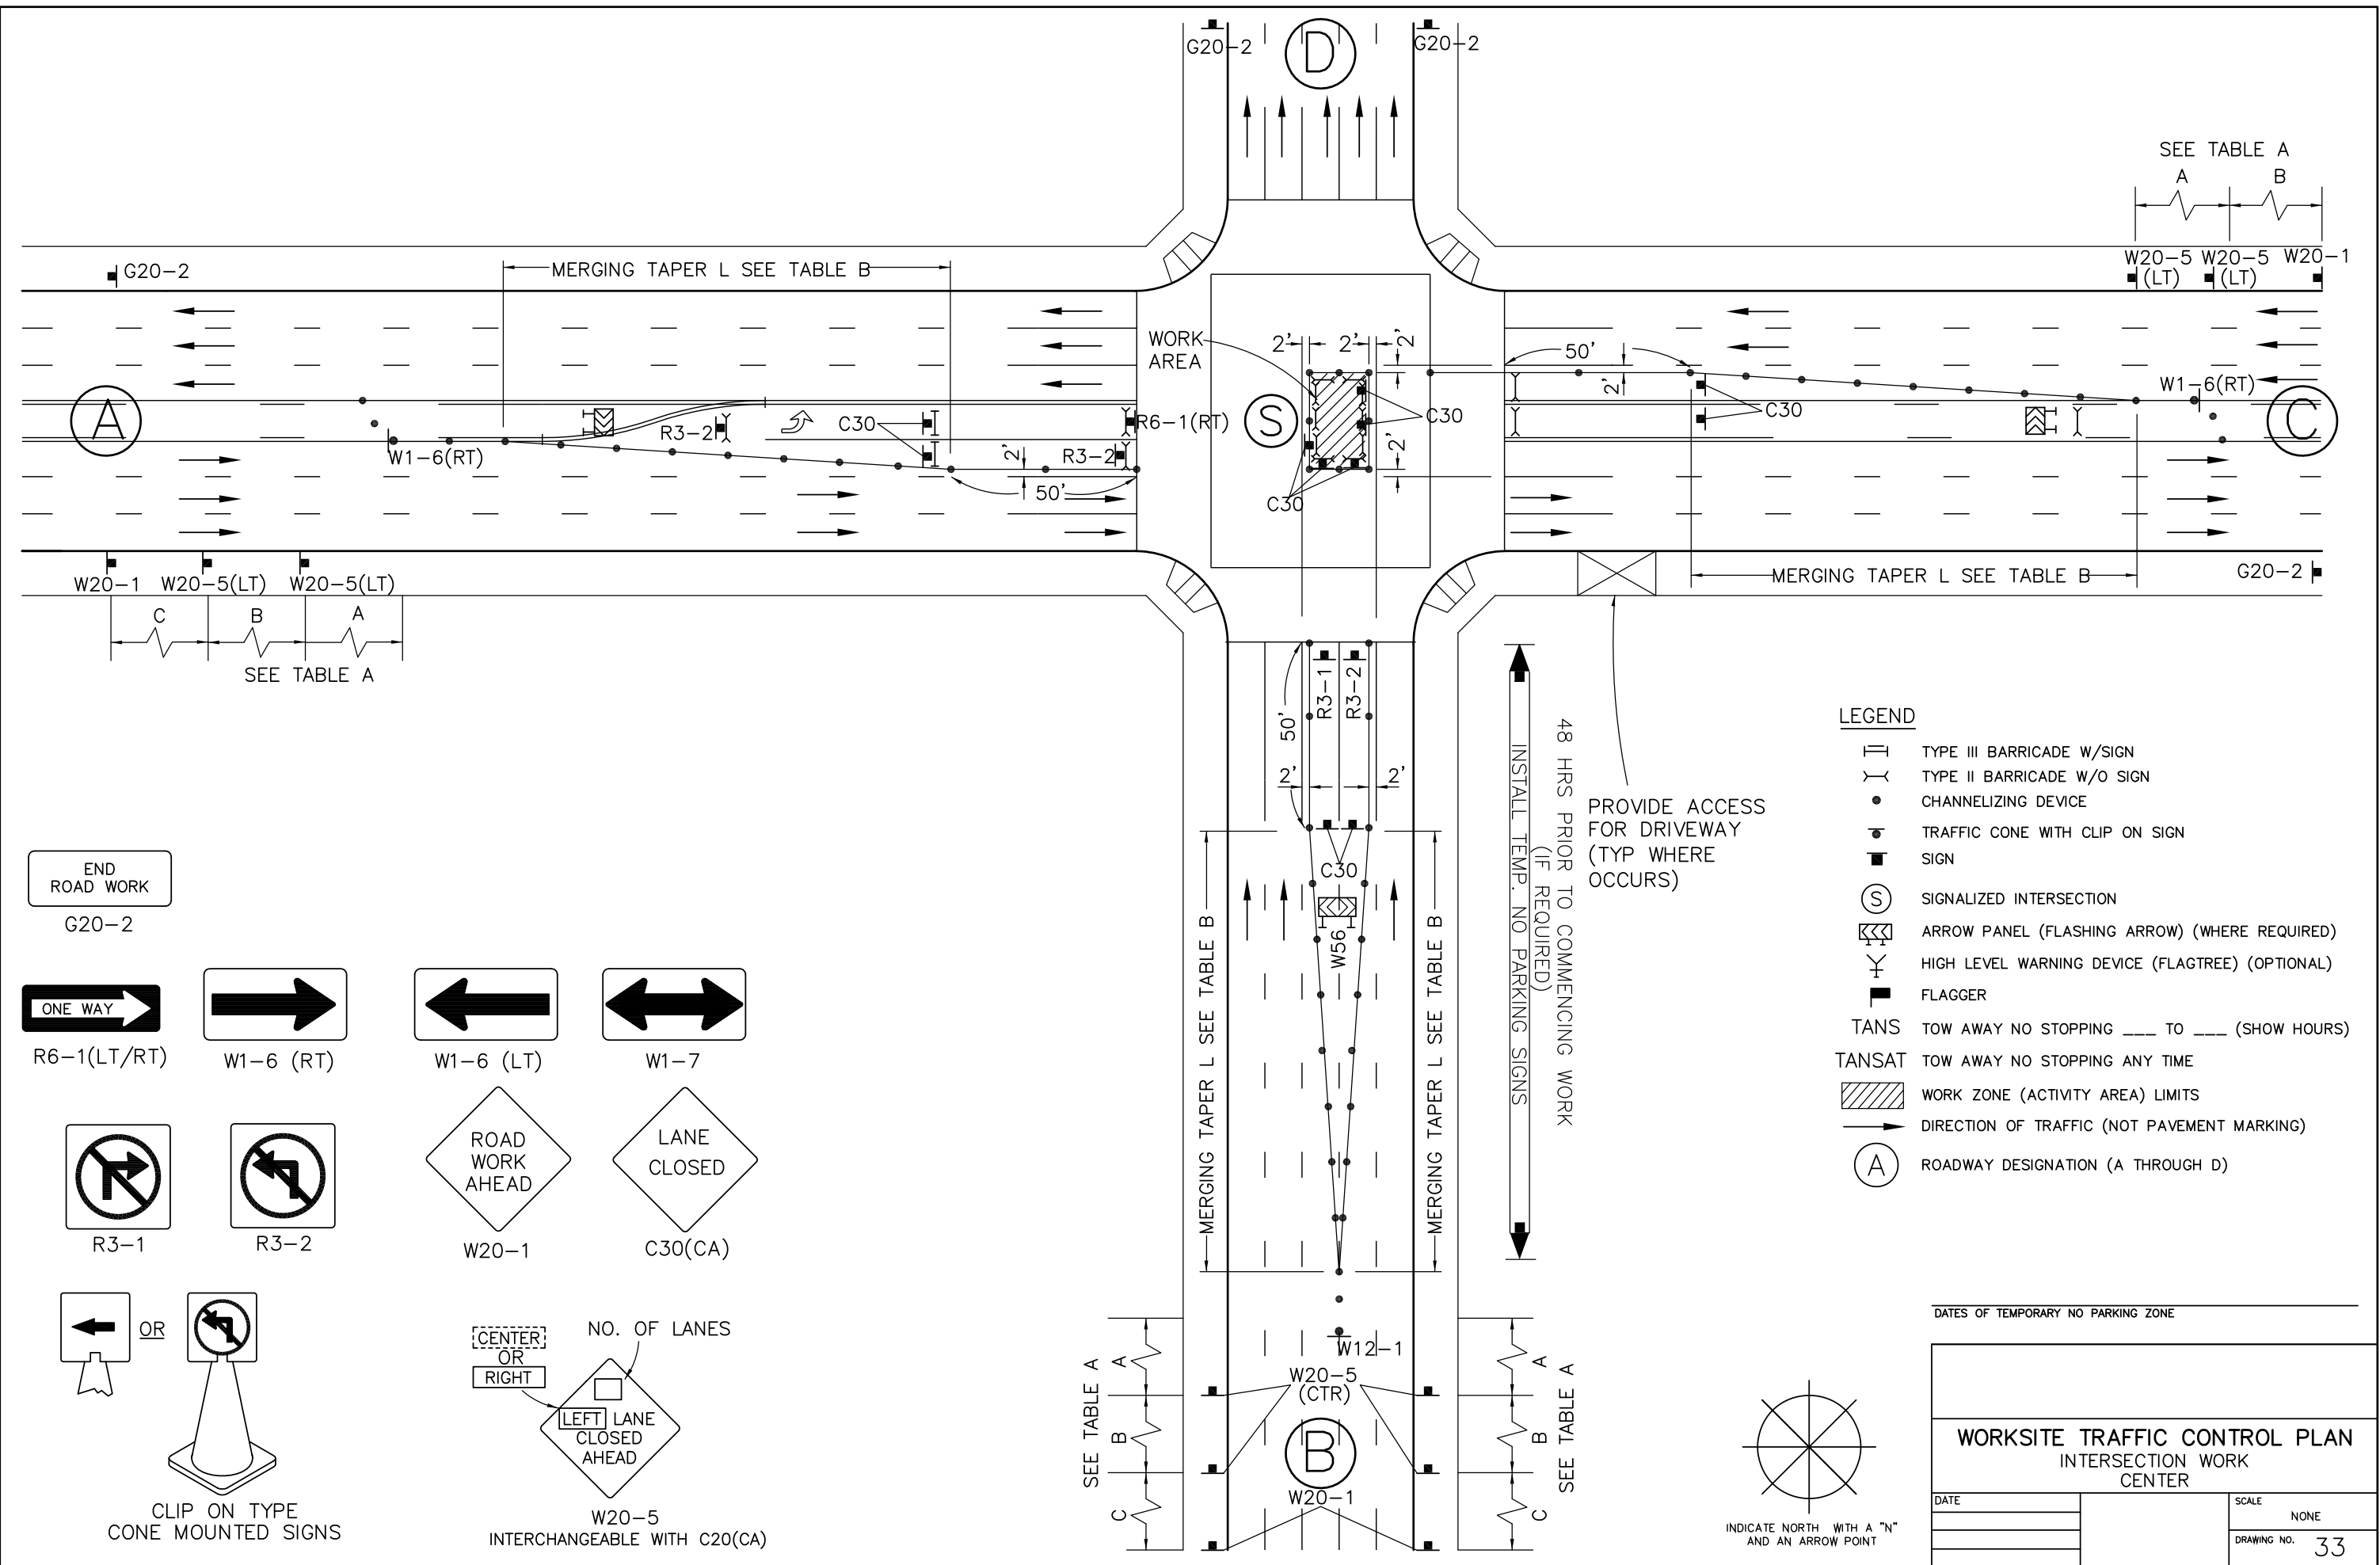 G20-2
D
G20-2
SEE TABLE A
A
B
W20-5
(LT)
W20-5
(LT)
W20-1
G20-2
MERGING TAPER L SEE TABLE B
WORK
AREA
2'
2'
2'
50'
2'
W1-6(RT)
A
W1-6(RT)
R3-2
C30
R6-1(RT)
R3-2
2'
50'
S
C30
2'
C30
C30
C
W20-1
W20-5(LT)
W20-5(LT)
C
B
A
SEE TABLE A
MERGING TAPER L SEE TABLE B
G20-2
R3-1
R3-2
50'
2'
2'
C30
W56
MERGING TAPER L SEE TABLE B
MERGING TAPER L SEE TABLE B
INSTALL TEMP. NO PARKING SIGNS
(IF REQUIRED)
48 HRS PRIOR TO COMMENCING WORK
PROVIDE ACCESS
FOR DRIVEWAY
(TYP WHERE
OCCURS)
W12-1
W20-5
(CTR)
B
W20-1
SEE TABLE A
A
B
C
A
B
C
SEE TABLE A
LEGEND
TYPE III BARRICADE W/SIGN
TYPE II BARRICADE W/O SIGN
CHANNELIZING DEVICE
TRAFFIC CONE WITH CLIP ON SIGN
SIGN
S SIGNALIZED INTERSECTION
ARROW PANEL (FLASHING ARROW) (WHERE REQUIRED)
HIGH LEVEL WARNING DEVICE (FLAGTREE) (OPTIONAL)
FLAGGER
TANS TOW AWAY NO STOPPING ___ TO ___ (SHOW HOURS)
TANSAT TOW AWAY NO STOPPING ANY TIME
WORK ZONE (ACTIVITY AREA) LIMITS
DIRECTION OF TRAFFIC (NOT PAVEMENT MARKING)
A ROADWAY DESIGNATION (A THROUGH D)
END
ROAD WORK
G20-2
ONE WAY
R6-1(LT/RT)
W1-6 (RT)
W1-6 (LT)
W1-7
R3-1
R3-2
ROAD
WORK
AHEAD
W20-1
LANE
CLOSED
C30(CA)
OR
CLIP ON TYPE
CONE MOUNTED SIGNS
CENTER
OR
RIGHT
NO. OF LANES
LEFT LANE
CLOSED
AHEAD
W20-5
INTERCHANGEABLE WITH C20(CA)
INDICATE NORTH WITH A "N"
AND AN ARROW POINT
DATES OF TEMPORARY NO PARKING ZONE
WORKSITE TRAFFIC CONTROL PLAN
INTERSECTION WORK
CENTER
DATE
SCALE
NONE
DRAWING NO. 33